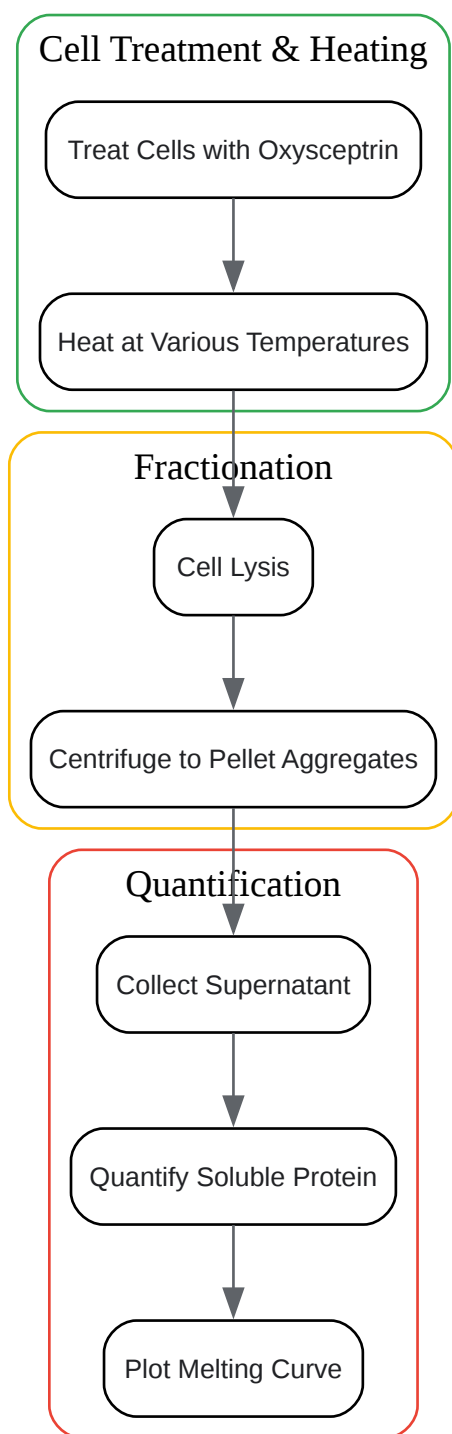 Cell Treatment & Heating
Treat Cells with Oxysceptrin
Heat at Various Temperatures
Fractionation
Cell Lysis
Centrifuge to Pellet Aggregates
Quantification
Collect Supernatant
Quantify Soluble Protein
Plot Melting Curve